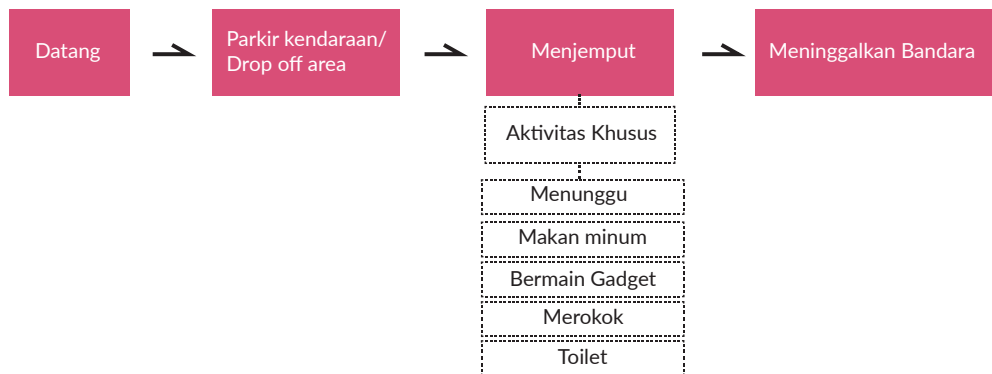 Datang
Parkir kendaraan/
Drop off area
Menjemput
Meninggalkan Bandara
Aktivitas Khusus
Menunggu
Makan minum
Bermain Gadget
Merokok
Toilet